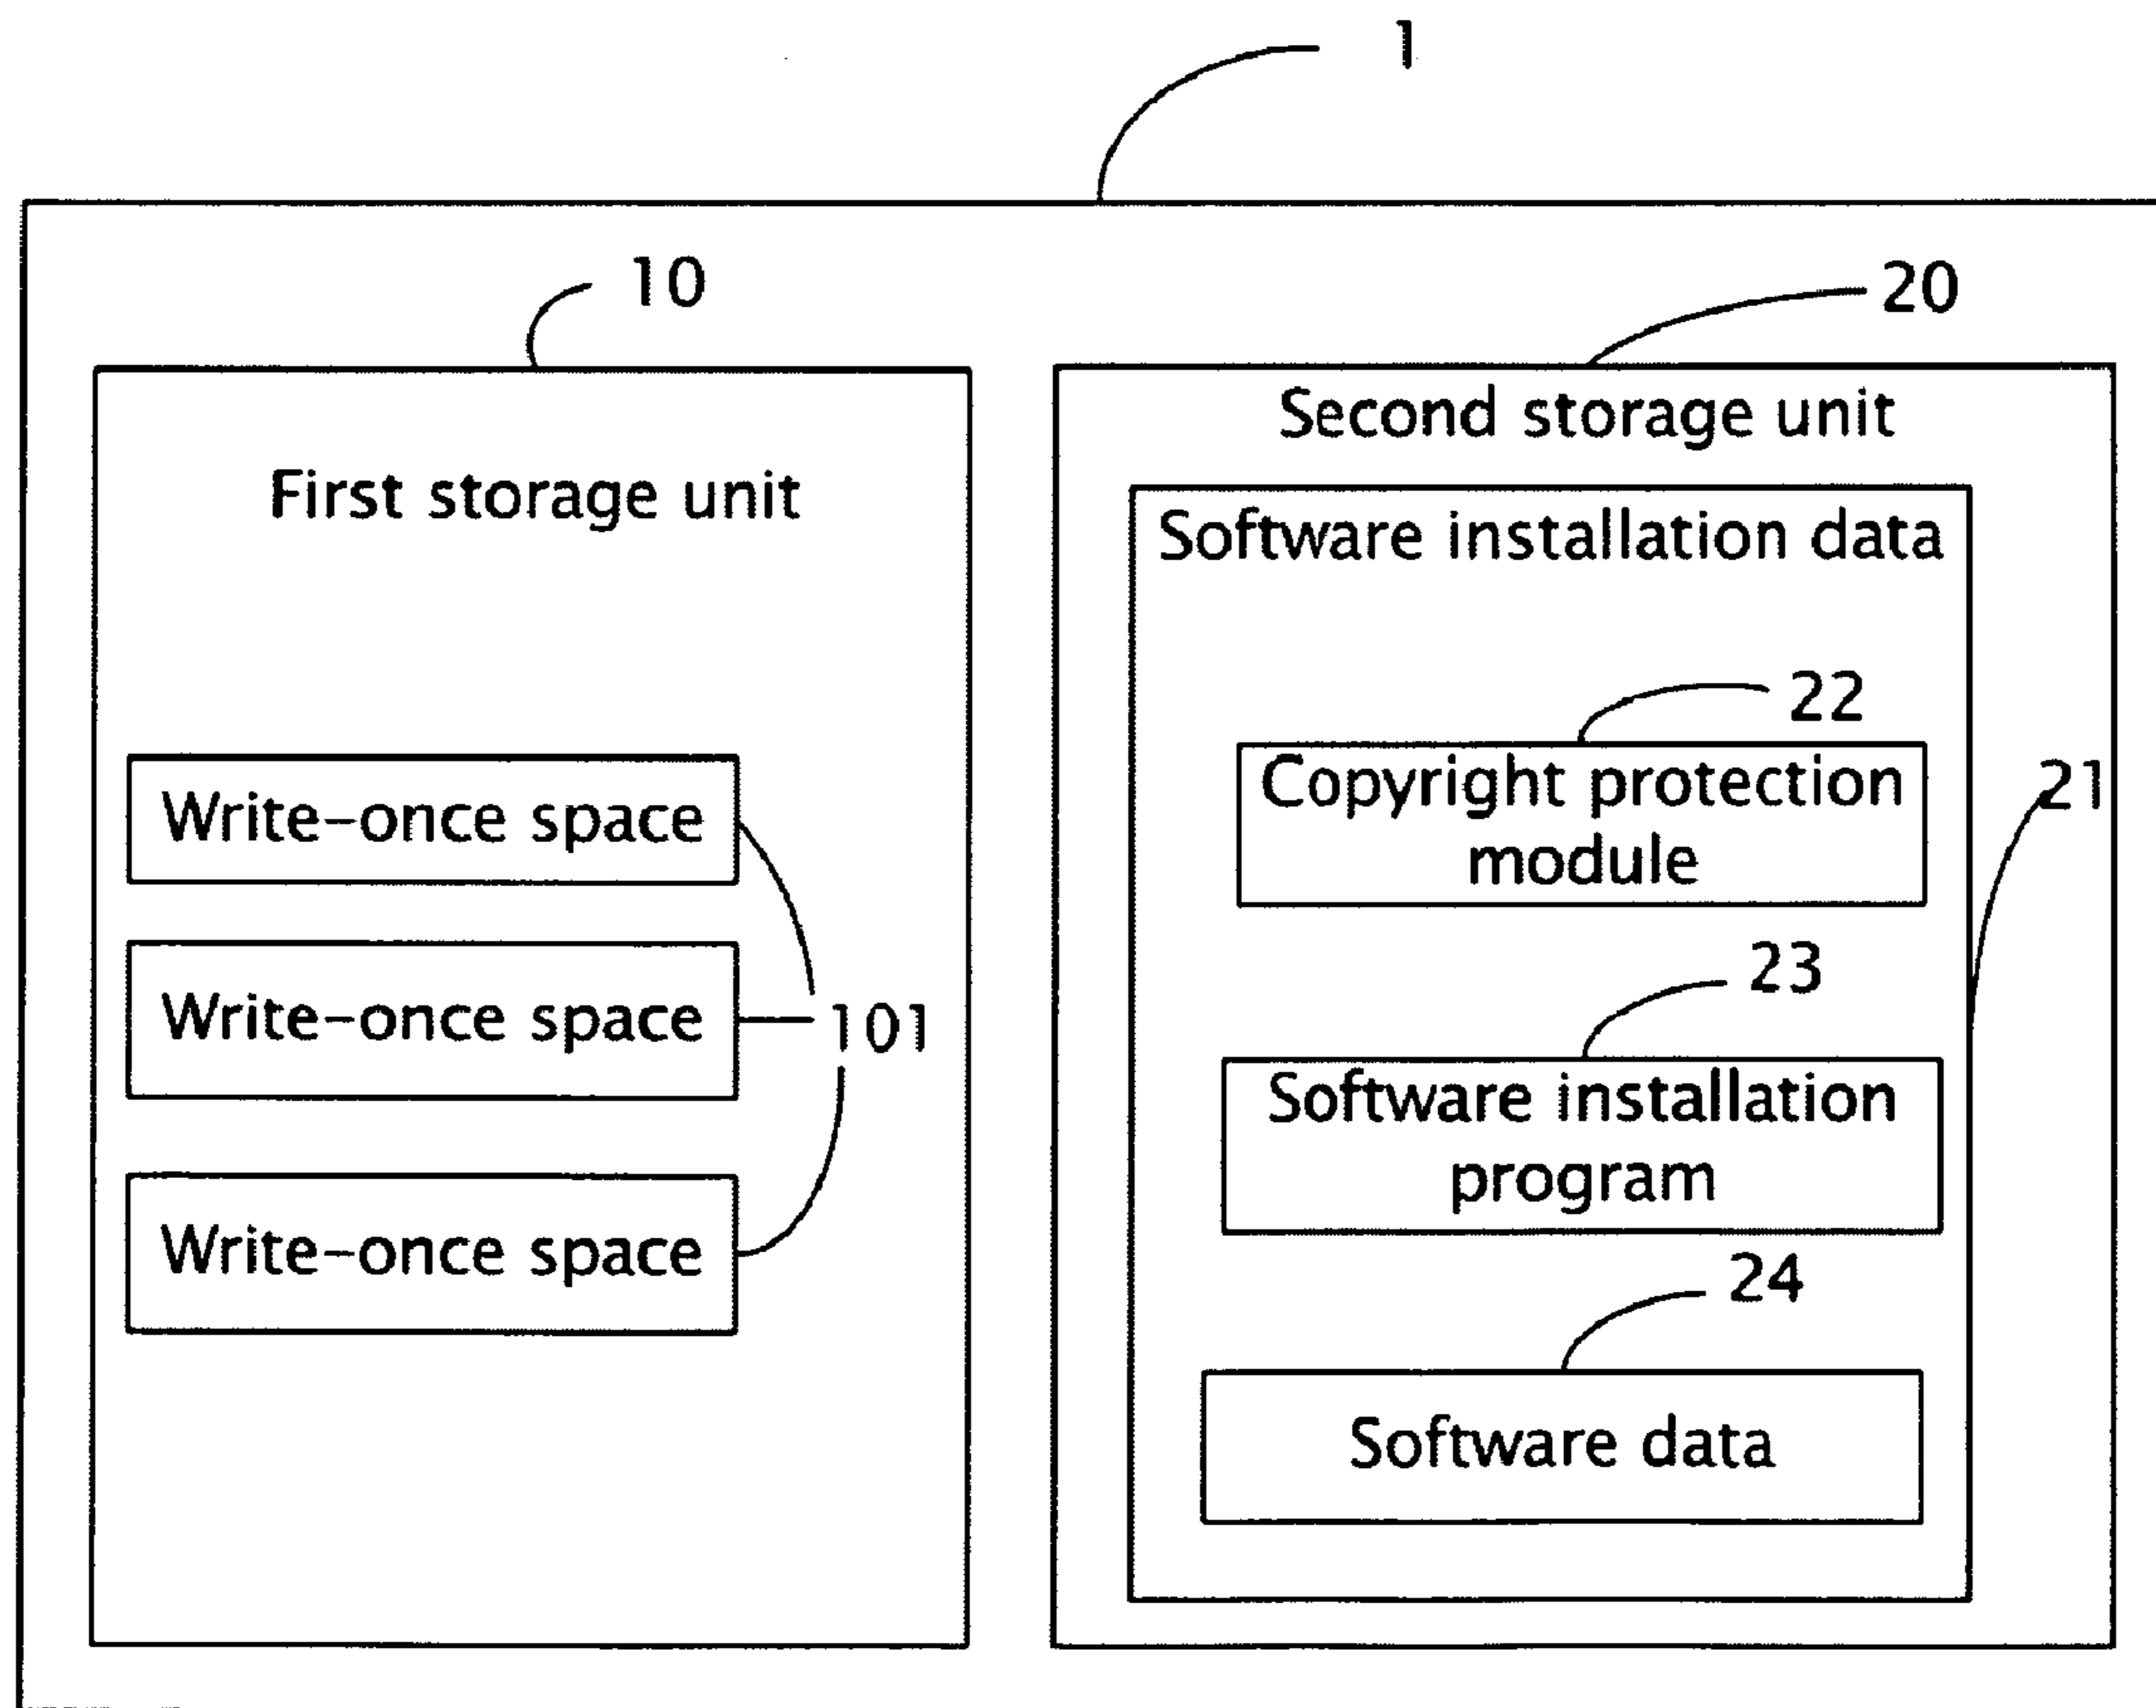 1
10
20
First storage unit
Write-once space
Write-once space
Write-once space
101
Second storage unit
Software installation data
22
Copyright protection
module
21
23
Software installation
program
24
Software data